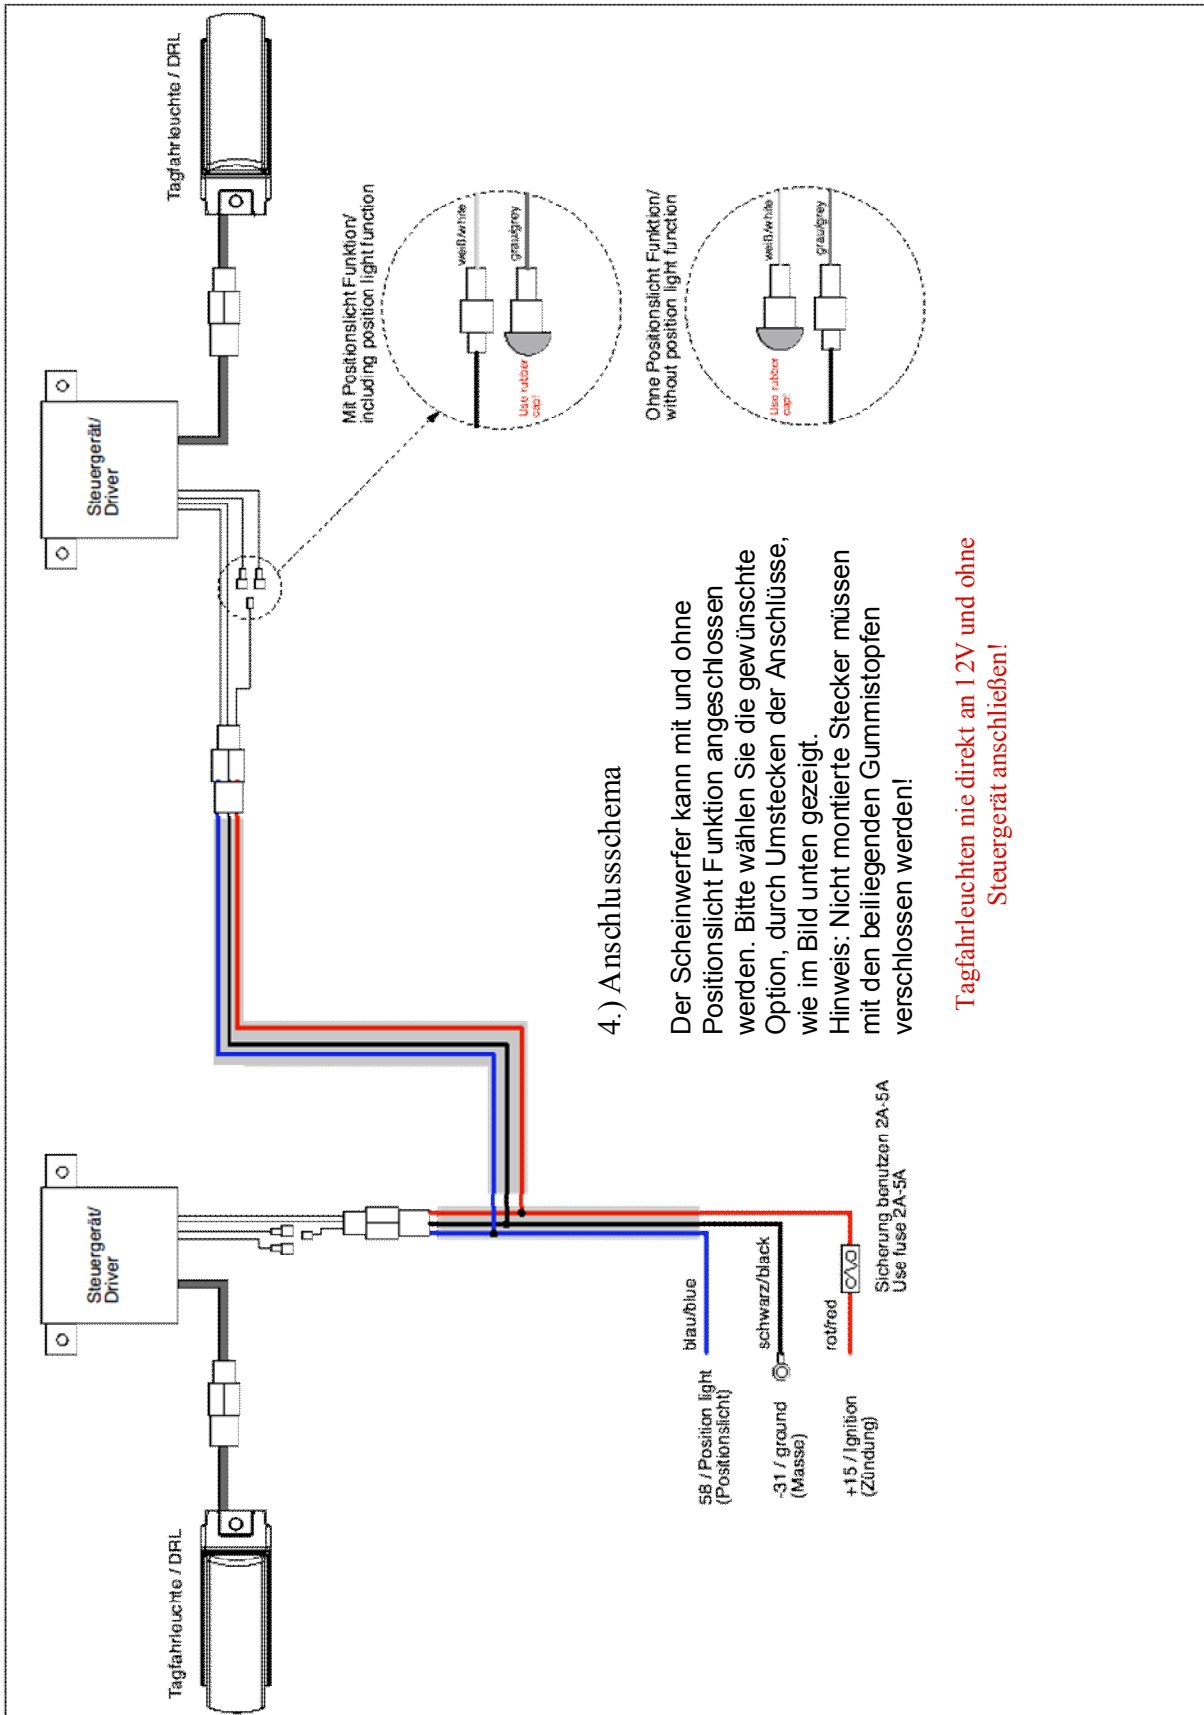 Tagfahrleuchte / DRL
Steuergerät/
Driver
Steuergerät/
Driver
Tagfahrleuchte / DRL
Mit Positionslicht Funktion/
including position light function
weiß/white
grau/grey
Use rubber
cap!
Ohne Positionslicht Funktion/
without position light function
weiß/white
grau/grey
Use rubber
cap!
58 / Position light
(Positionslicht)
blau/blue
-31 / ground
(Masse)
schwarz/black
+15 / Ignition
(Zündung)
rot/red
Sicherung benutzen 2A-5A
Use fuse 2A-5A
4.) Anschlussschema
Der Scheinwerfer kann mit und ohne
Positionslicht Funktion angeschlossen
werden. Bitte wählen Sie die gewünschte
Option, durch Umstecken der Anschlüsse,
wie im Bild unten gezeigt.
Hinweis: Nicht montierte Stecker müssen
mit den beiliegenden Gummistopfen
verschlossen werden!
Tagfahrleuchten nie direkt an 12V und ohne
Steuergerät anschließen!